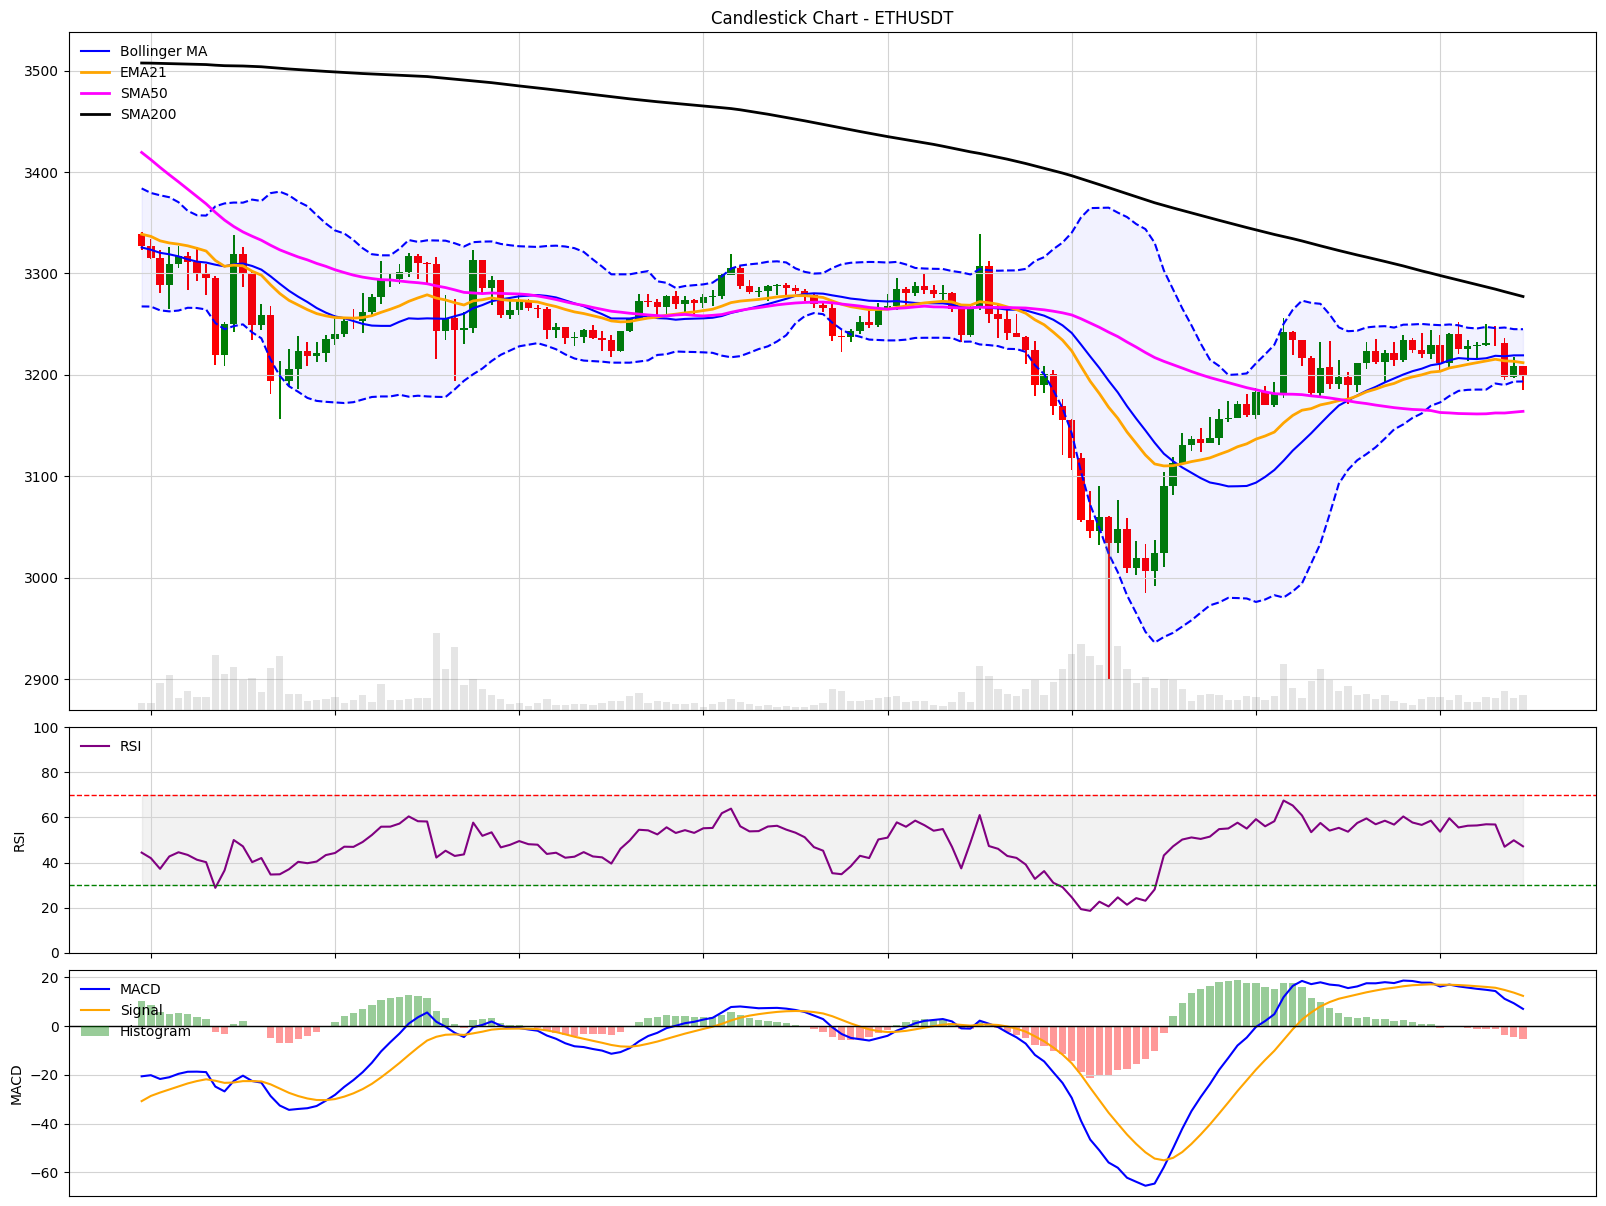 Candlestick Chart - ETHUSDT
Bollinger MA
EMA21
SMA50
SMA200
3500
3400
3300
3200
3100
3000
2900
RSI
RSI
100
80
60
40
20
0
MACD
Signal
Histogram
MACD
20
0
−20
−40
−60